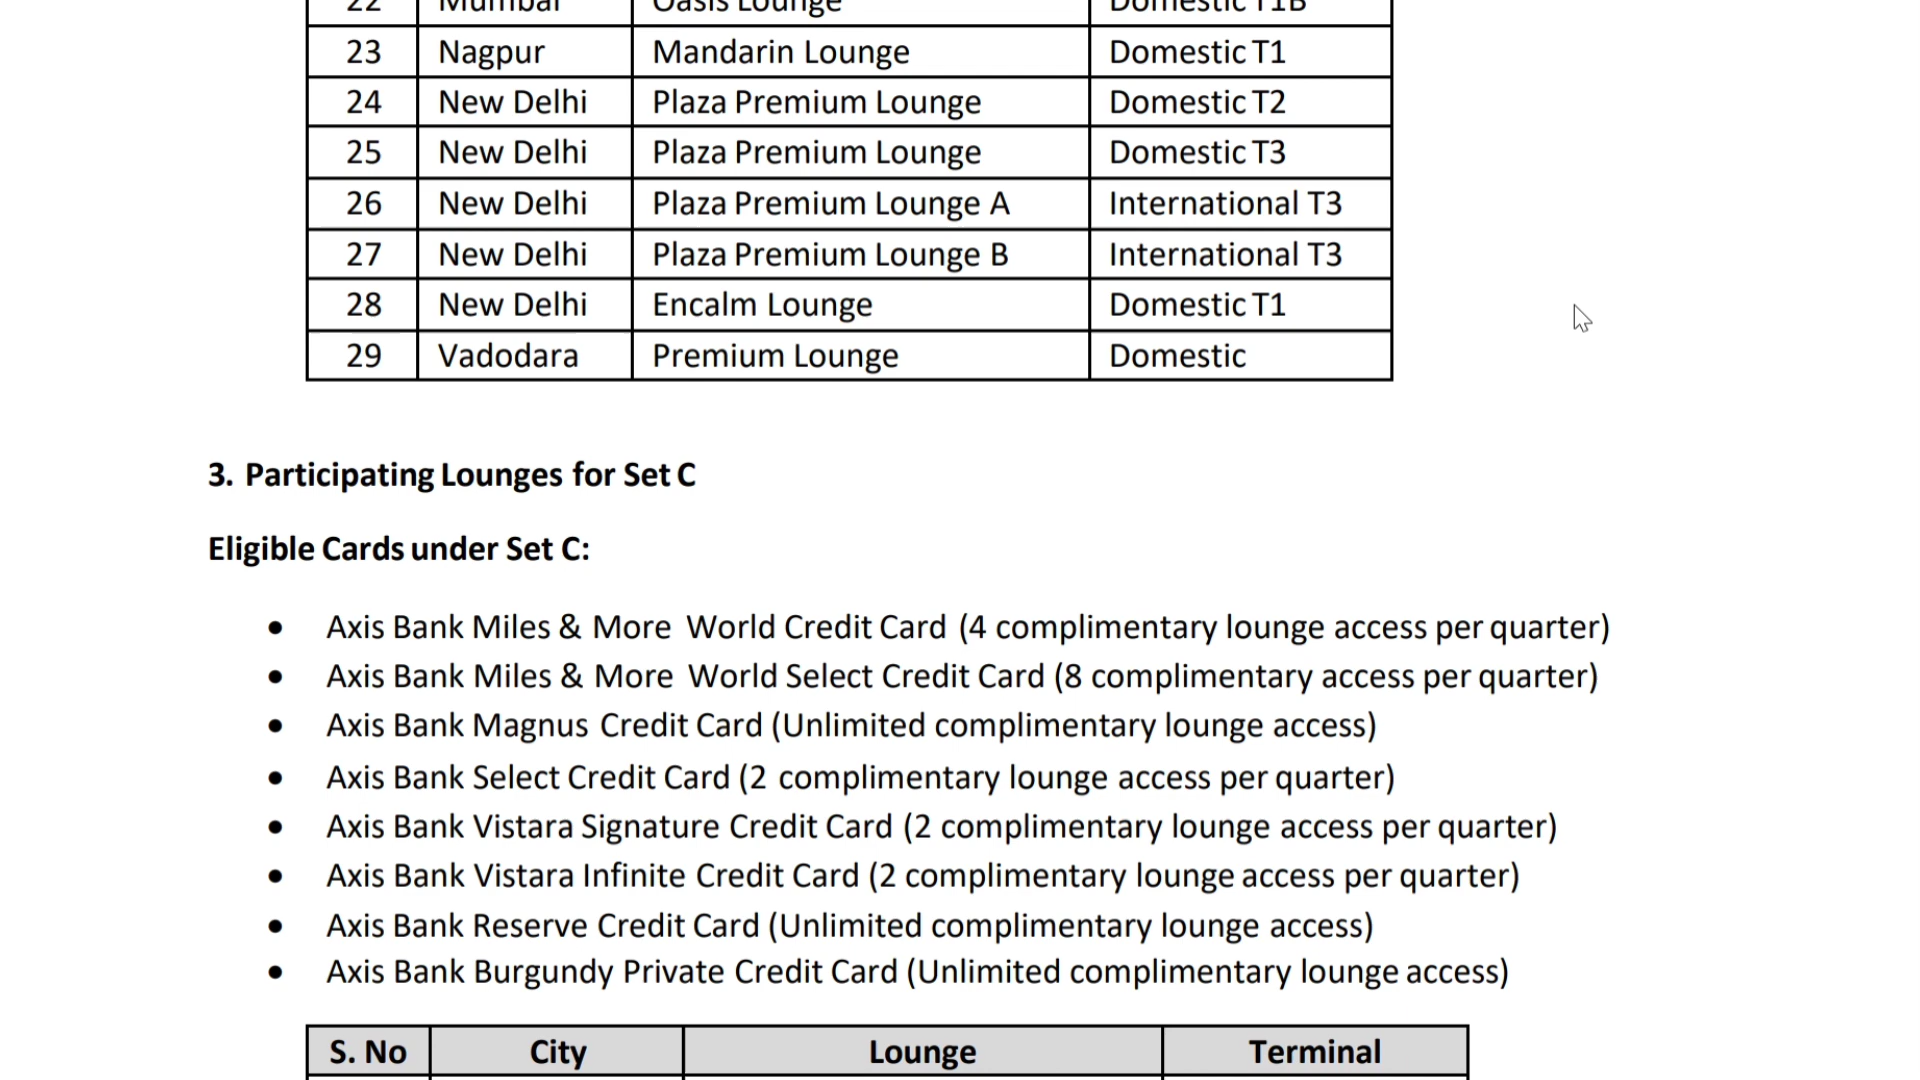 22 Mumbai Oasis Lounge Domestic T1B
23 Nagpur Mandarin Lounge Domestic T1
24 New Delhi Plaza Premium Lounge Domestic T2
25 New Delhi Plaza Premium Lounge Domestic T3
26 New Delhi Plaza Premium Lounge A International T3
27 New Delhi Plaza Premium Lounge B International T3
28 New Delhi Encalm Lounge Domestic T1
29 Vadodara Premium Lounge Domestic
3. Participating Lounges for Set C
Eligible Cards under Set C:
• Axis Bank Miles & More World Credit Card (4 complimentary lounge access per quarter)
• Axis Bank Miles & More World Select Credit Card (8 complimentary access per quarter)
• Axis Bank Magnus Credit Card (Unlimited complimentary lounge access)
• Axis Bank Select Credit Card (2 complimentary lounge access per quarter)
• Axis Bank Vistara Signature Credit Card (2 complimentary lounge access per quarter)
• Axis Bank Vistara Infinite Credit Card (2 complimentary lounge access per quarter)
• Axis Bank Reserve Credit Card (Unlimited complimentary lounge access)
• Axis Bank Burgundy Private Credit Card (Unlimited complimentary lounge access)
S. No City Lounge Terminal